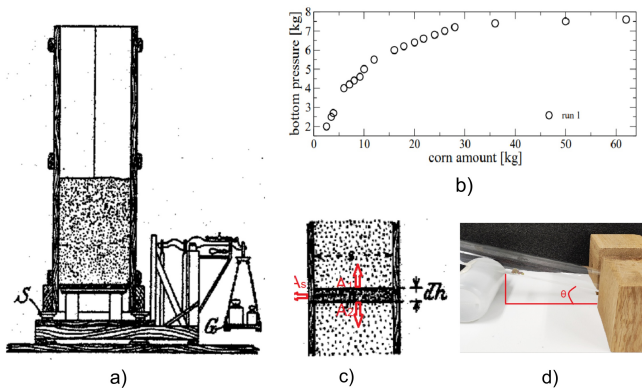 S
G
a)
bottom pressure [kg]
8
7
6
5
4
3
2
run 1
0
10
20
30
40
50
60
corn amount [kg]
b)
s
dh
c)
θ
d)